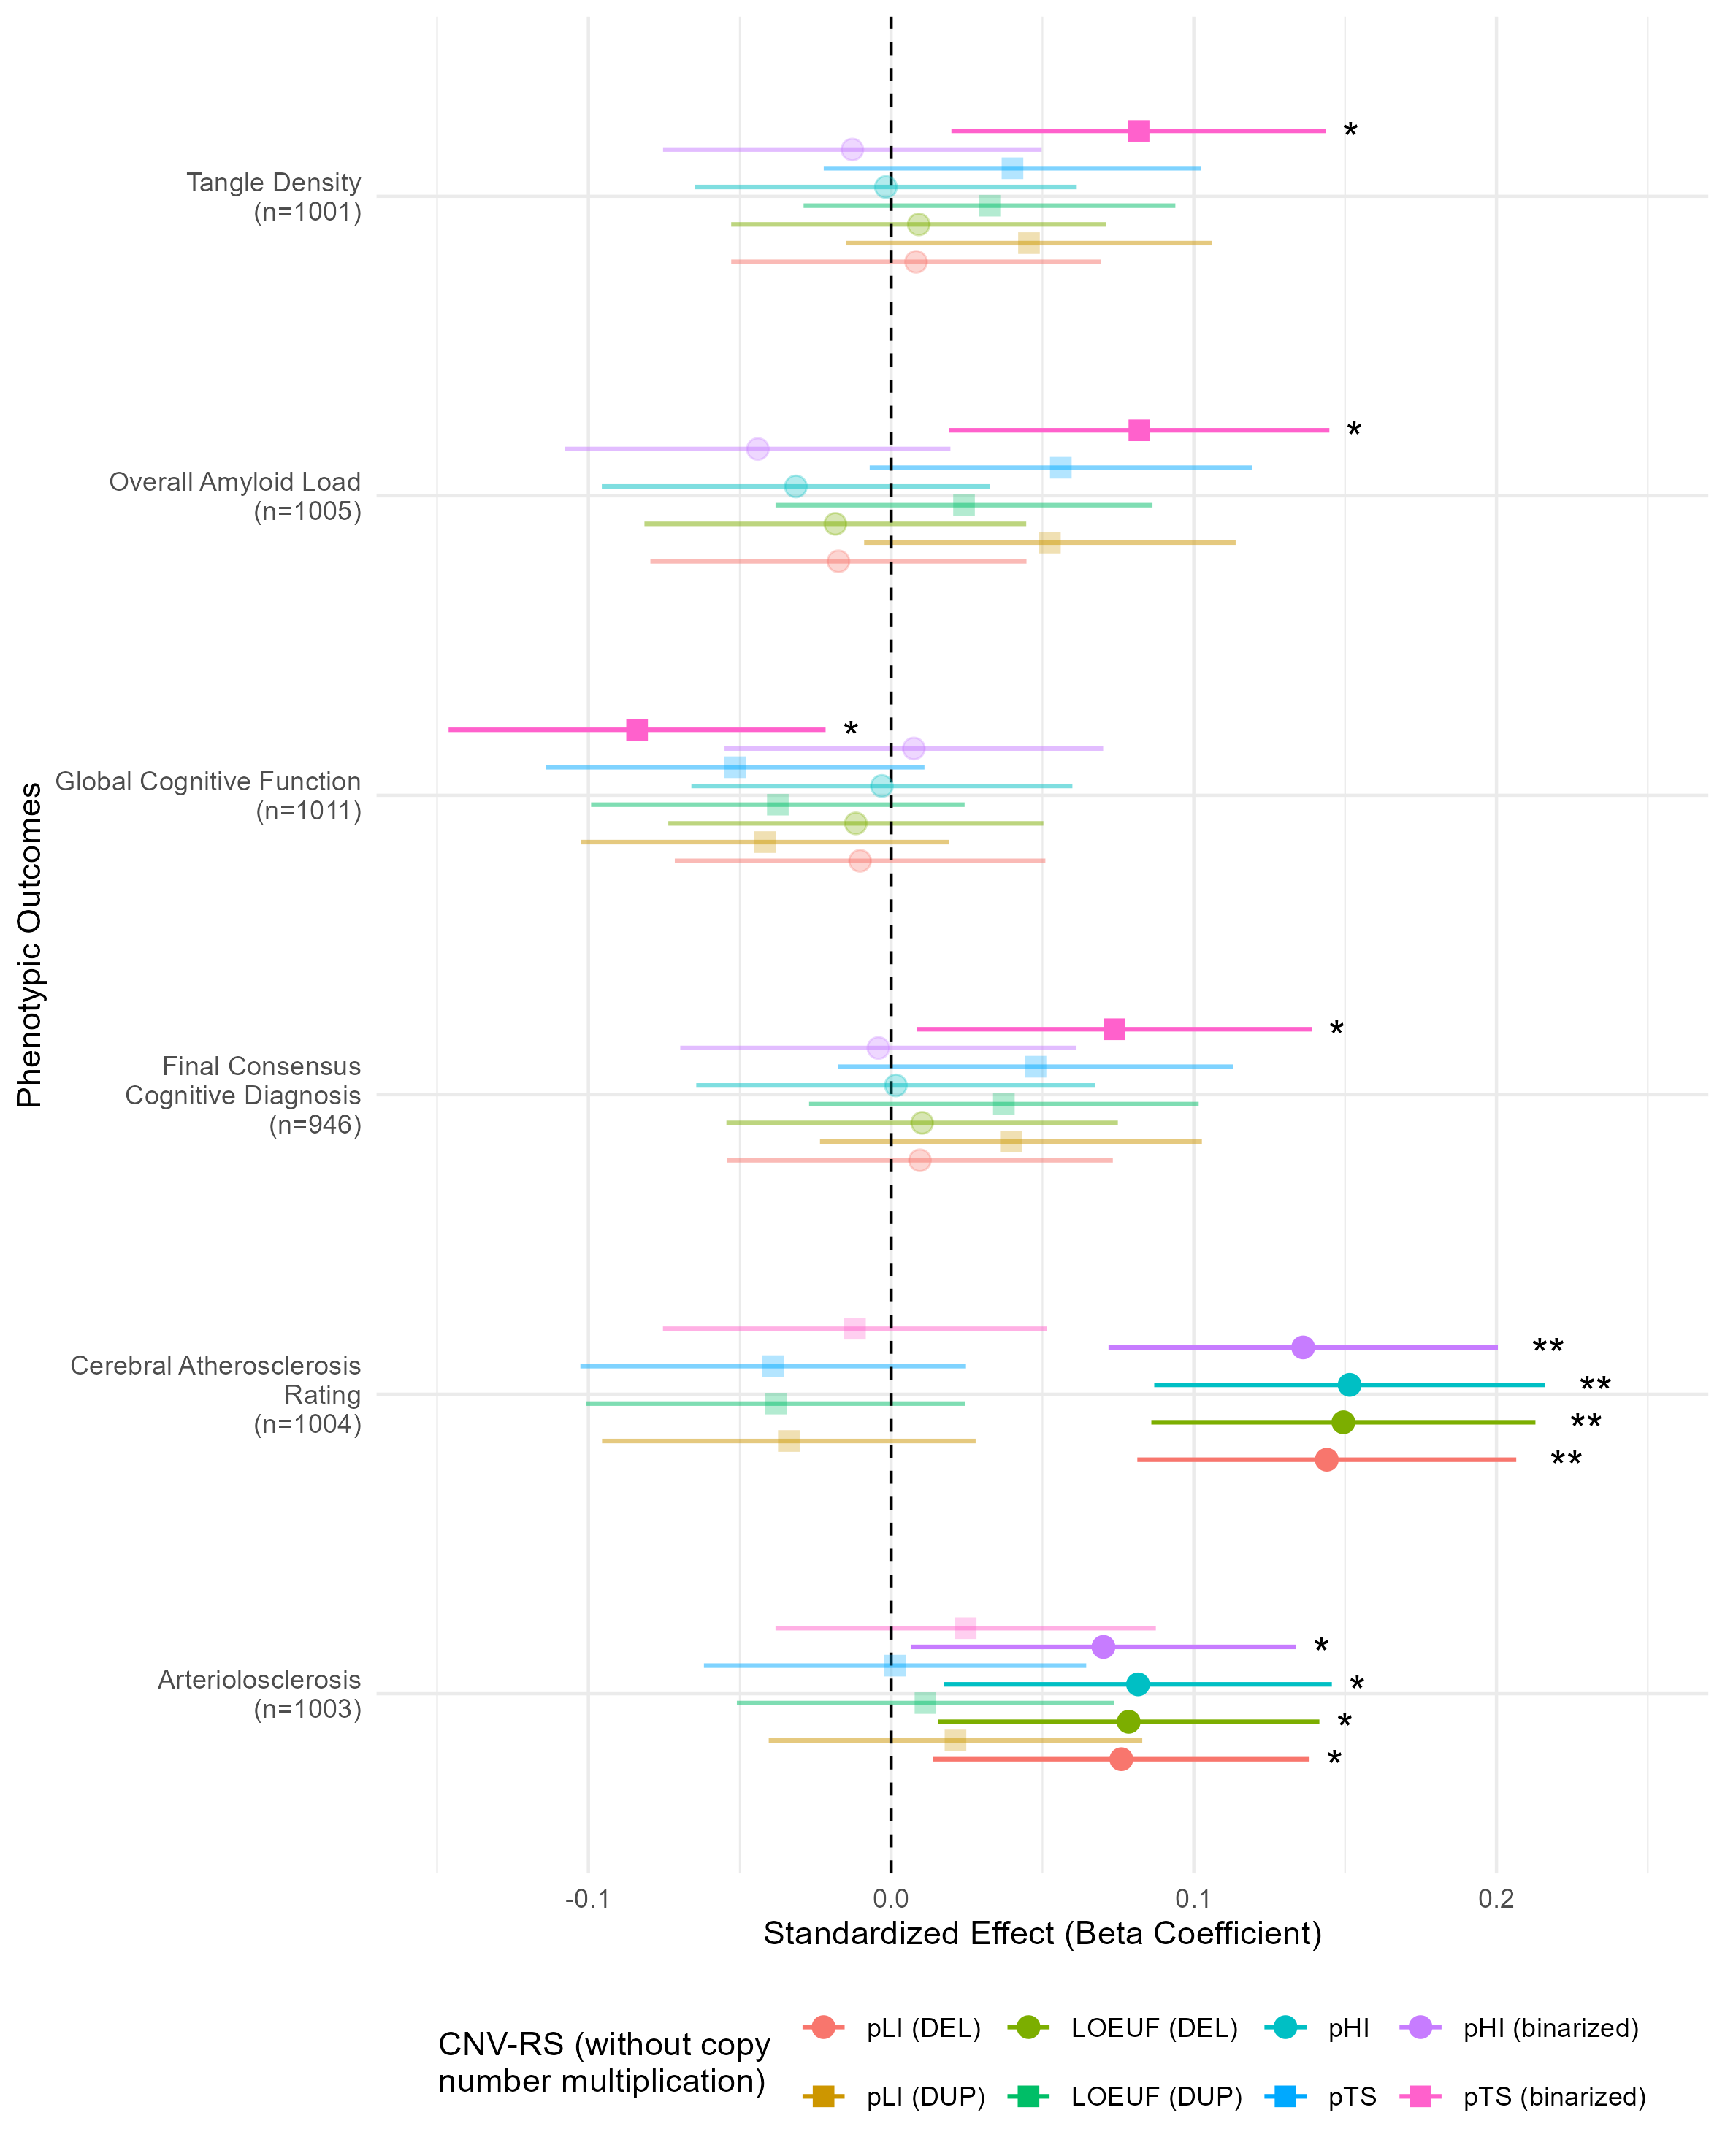 *
Tangle Density
(n=1001)
*
Overall Amyloid Load
(n=1005)
*
Global Cognitive Function
(n=1011)
*
Final Consensus
Cognitive Diagnosis
(n=946)
**
**
**
**
Cerebral Atherosclerosis
Rating
(n=1004)
*
*
*
*
Arteriolosclerosis
(n=1003)
Phenotypic Outcomes
-0.1 0.0 0.1 0.2
Standardized Effect (Beta Coefficient)
CNV-RS (without copy
number multiplication)
pLI (DEL) LOEUF (DEL) pHI pHI (binarized)
pLI (DUP) LOEUF (DUP) pTS pTS (binarized)